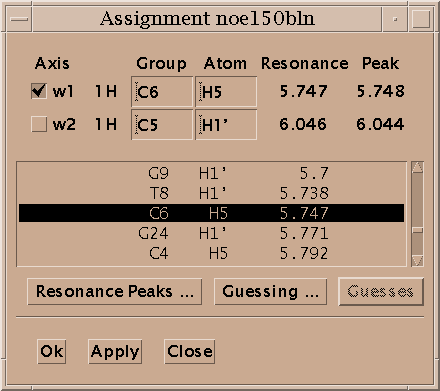 Assignment noe150bln
Axis Group Atom Resonance Peak
w1 1H C6 H5 5.747 5.748
w2 1H C5 H1' 6.046 6.044
G9 H1' 5.7
T8 H1' 5.738
C6 H5 5.747
G24 H1' 5.771
C4 H5 5.792
Resonance Peaks ... Guessing ... Guesses
Ok Apply Close